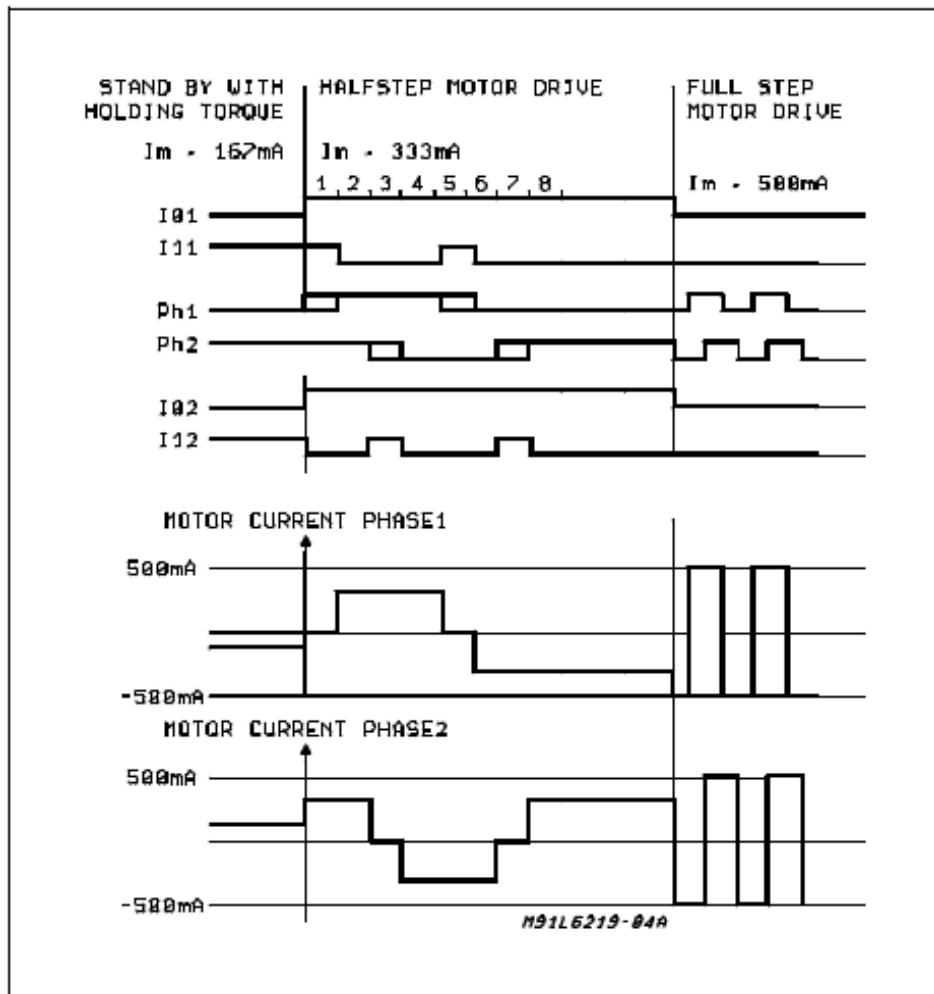 STAND BY WITH
HOLDING TORQUE
Im - 167mA
HALFSTEP MOTOR DRIVE
Im - 333mA
1 2 3 4 5 6 7 8
FULL STEP
MOTOR DRIVE
Im - 500mA
I01
I11
Ph1
Ph2
I02
I12
MOTOR CURRENT PHASE1
500mA
-500mA
MOTOR CURRENT PHASE2
500mA
-500mA
M91L6219-04A